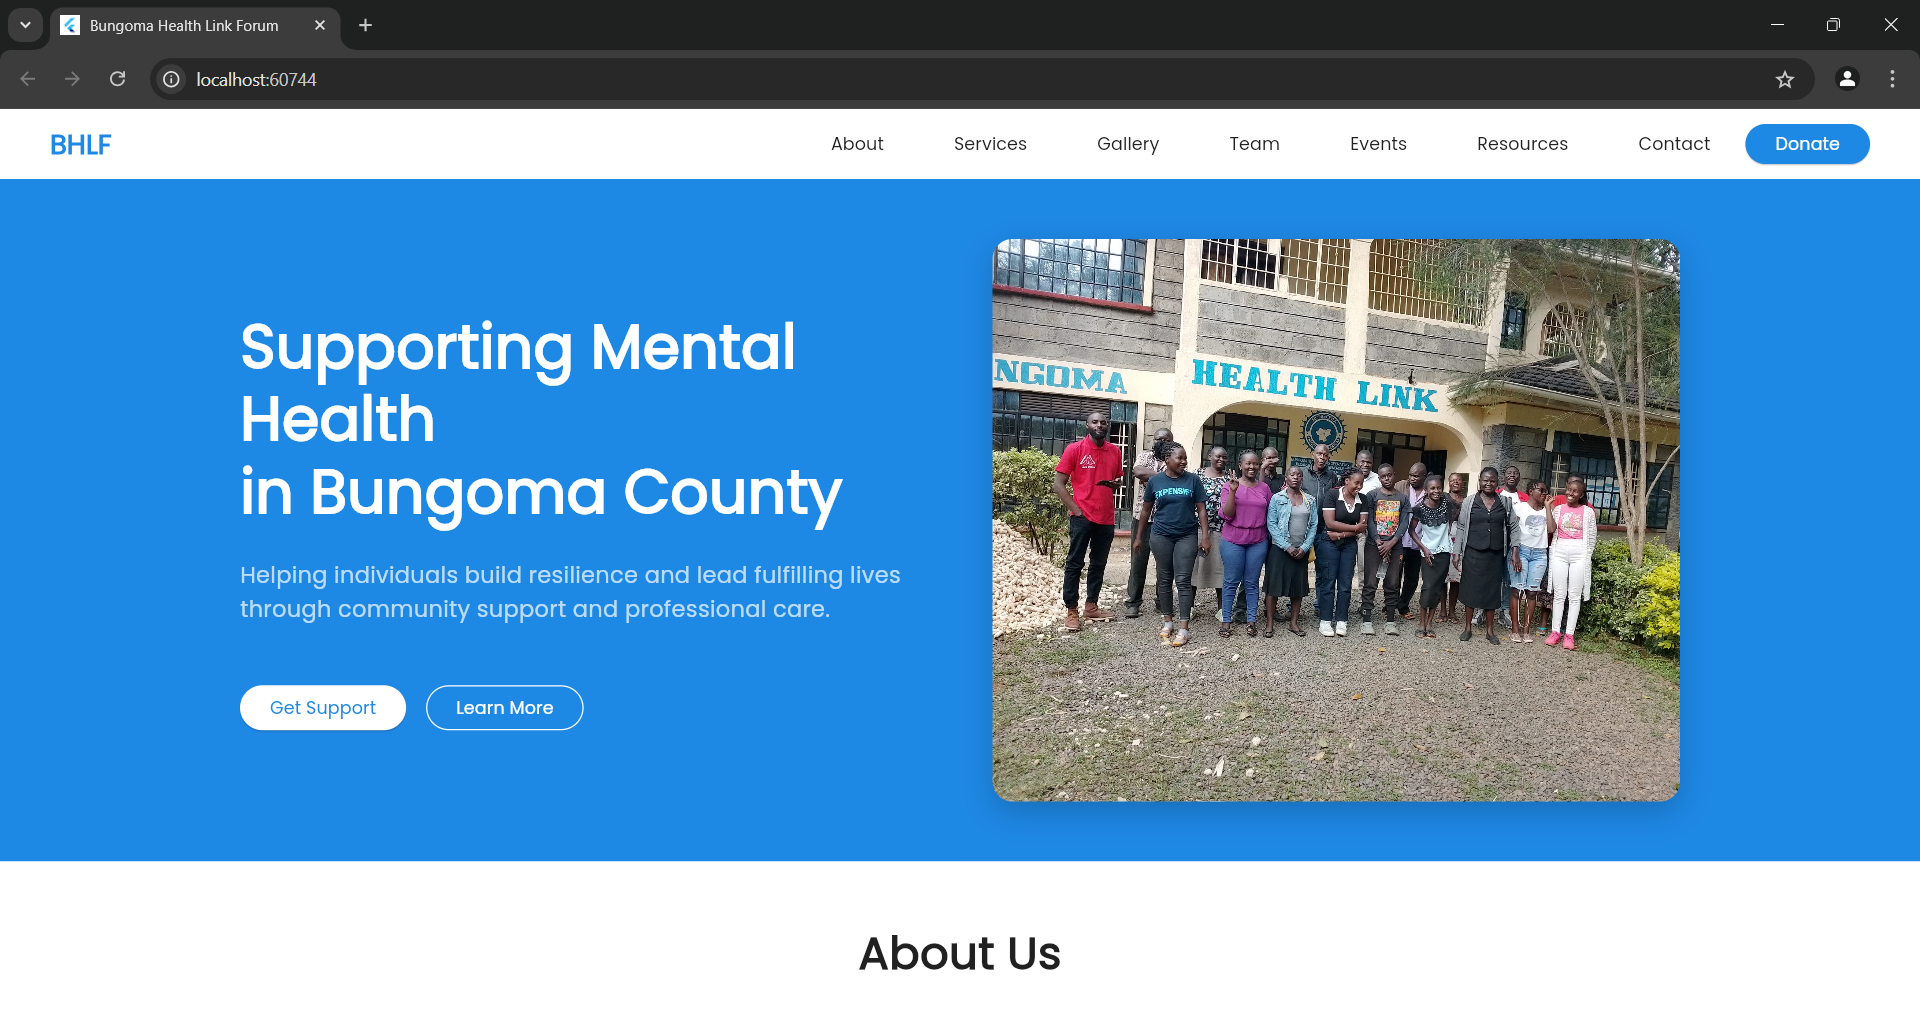 Bungoma Health Link Forum
localhost:60744
BHLF
About Services Gallery Team Events Resources Contact Donate
Supporting Mental
Health
in Bungoma County
Helping individuals build resilience and lead fulfilling lives
through community support and professional care.
Get Support Learn More
NGOMA HEALTH LINK
EXPENSIVE
About Us